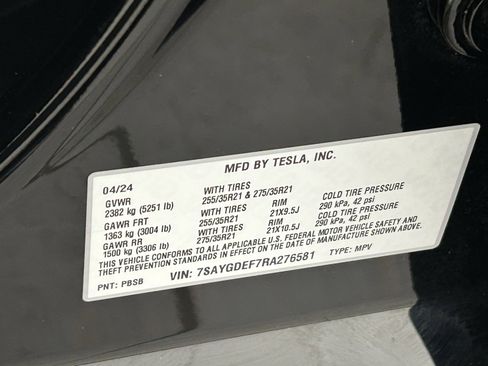 MFD BY TESLA, INC.
04/24
GVWR WITH TIRES
2382 kg (5251 lb) 255/35R21 & 275/35R21
GAWR FRT WITH TIRES RIM COLD TIRE PRESSURE
1363 kg (3004 lb) 255/35R21 21X9.5J 290 kPa, 42 psi
GAWR RR WITH TIRES RIM COLD TIRE PRESSURE
1500 kg (3306 lb) 275/35R21 21X10.5J 290 kPa, 42 psi
THIS VEHICLE CONFORMS TO ALL APPLICABLE U.S. FEDERAL MOTOR VEHICLE SAFETY AND
THEFT PREVENTION STANDARDS IN EFFECT ON THE DATE OF MANUFACTURE SHOWN ABOVE.
VIN: 7SAYGDEF7RA276581
PNT: PBSB TYPE: MPV